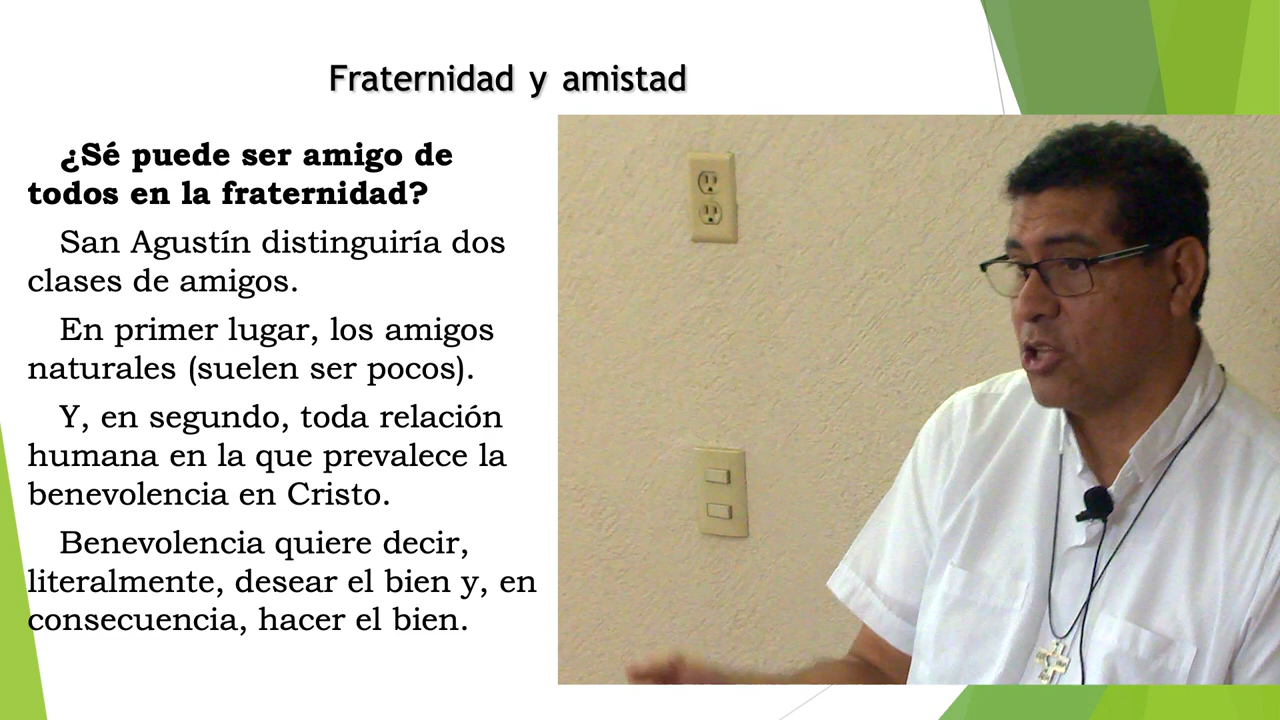 Fraternidad y amistad
¿Sé puede ser amigo de
todos en la fraternidad?
San Agustín distinguiría dos
clases de amigos.
En primer lugar, los amigos
naturales (suelen ser pocos).
Y, en segundo, toda relación
humana en la que prevalece la
benevolencia en Cristo.
Benevolencia quiere decir,
literalmente, desear el bien y, en
consecuencia, hacer el bien.